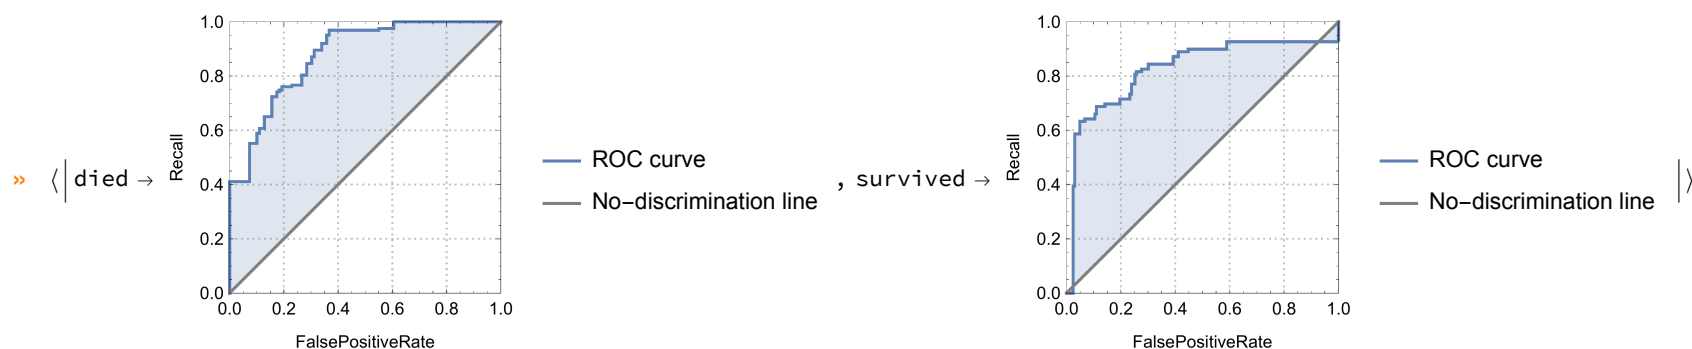 » ⟨| died → , survived → |⟩
1.0
0.8
0.6
0.4
0.2
0.0
Recall
0.0 0.2 0.4 0.6 0.8 1.0
FalsePositiveRate
ROC curve
No-discrimination line
1.0
0.8
0.6
0.4
0.2
0.0
Recall
0.0 0.2 0.4 0.6 0.8 1.0
FalsePositiveRate
ROC curve
No-discrimination line